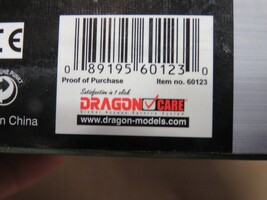 CE
0 89195 60123 0
Proof of Purchase Item no. 60123
Satisfaction is 1 click
DRAGON CARE
www.dragon-models.com
n China